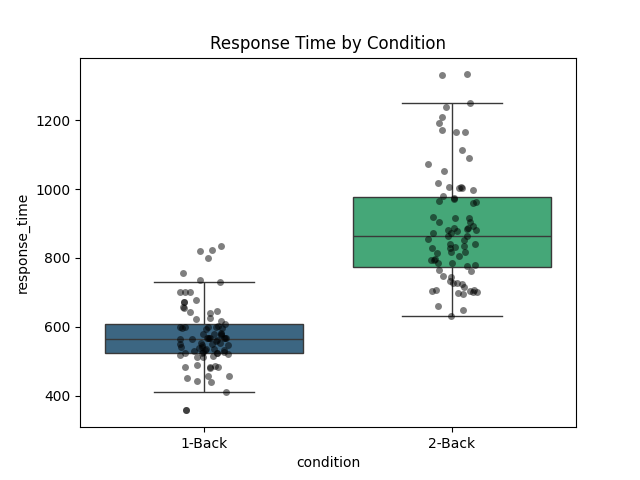 Response Time by Condition
response_time
1200
1000
800
600
400
1-Back
2-Back
condition